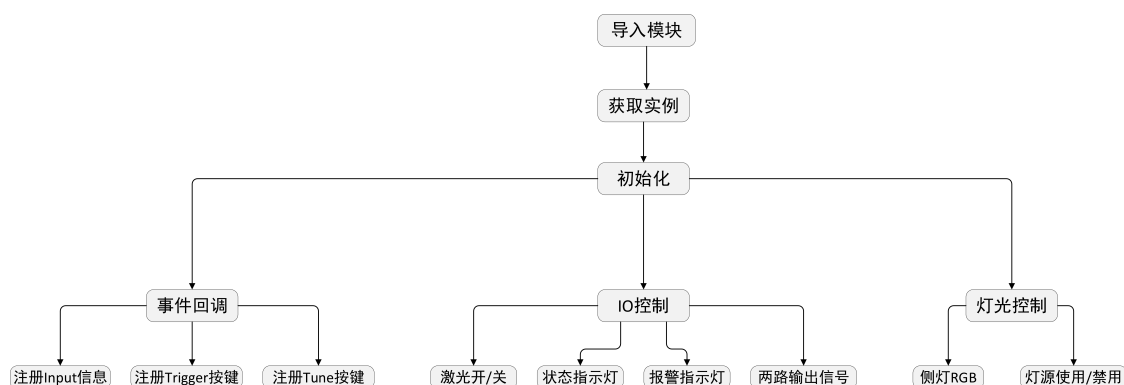 导入模块
获取实例
初始化
事件回调
IO控制
灯光控制
注册Input信息
注册Trigger按键
注册Tune按键
激光开/关
状态指示灯
报警指示灯
两路输出信号
侧灯RGB
灯源使用/禁用